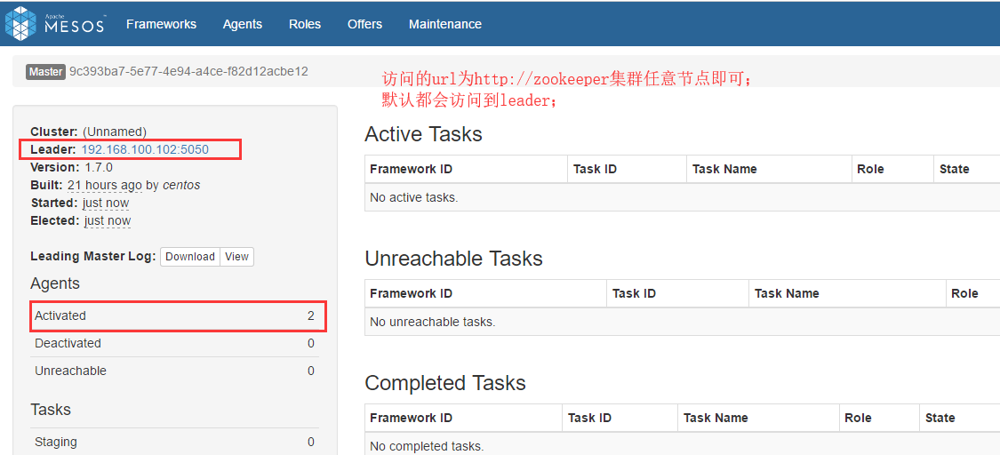 Apache
MESOS™ Frameworks Agents Roles Offers Maintenance
Master 9c393ba7-5e77-4e94-a4ce-f82d12acbe12
访问的url为http://zookeeper集群任意节点即可;
默认都会访问到leader;
Cluster: (Unnamed)
Leader: 192.168.100.102:5050
Version: 1.7.0
Built: 21 hours ago by centos
Started: just now
Elected: just now
Leading Master Log: Download View
Agents
Activated 2
Deactivated 0
Unreachable 0
Tasks
Staging 0
Active Tasks
Framework ID Task ID Task Name Role State
No active tasks.
Unreachable Tasks
Framework ID Task ID Task Name Role
No unreachable tasks.
Completed Tasks
Framework ID Task ID Task Name Role State
No completed tasks.